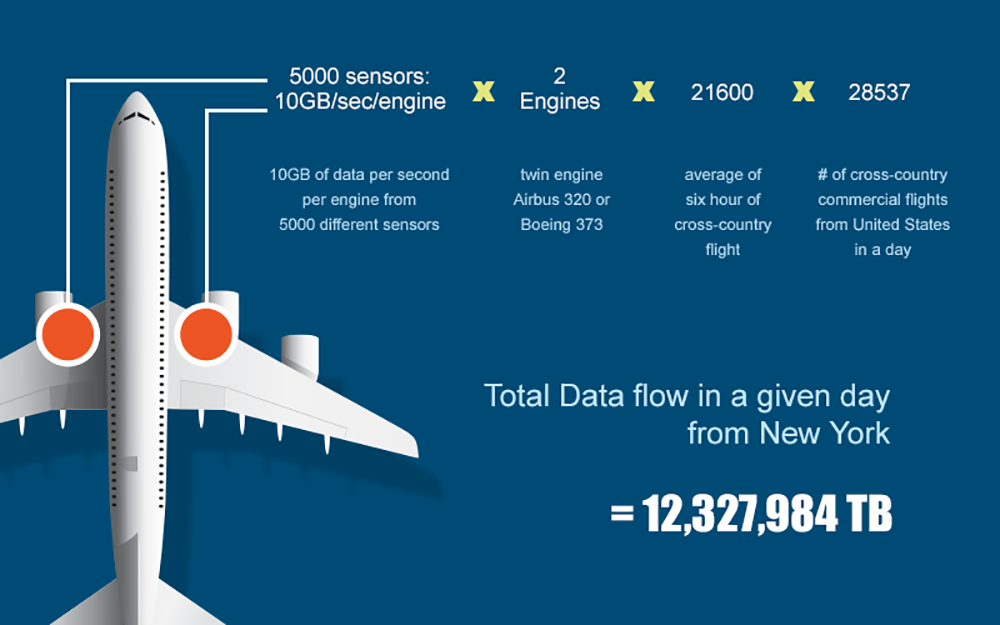 5000 sensors:
10GB/sec/engine
X
2
Engines
X
21600
X
28537
10GB of data per second
per engine from
5000 different sensors
twin engine
Airbus 320 or
Boeing 373
average of
six hour of
cross-country
flight
# of cross-country
commercial flights
from United States
in a day
Total Data flow in a given day
from New York
= 12,327,984 TB